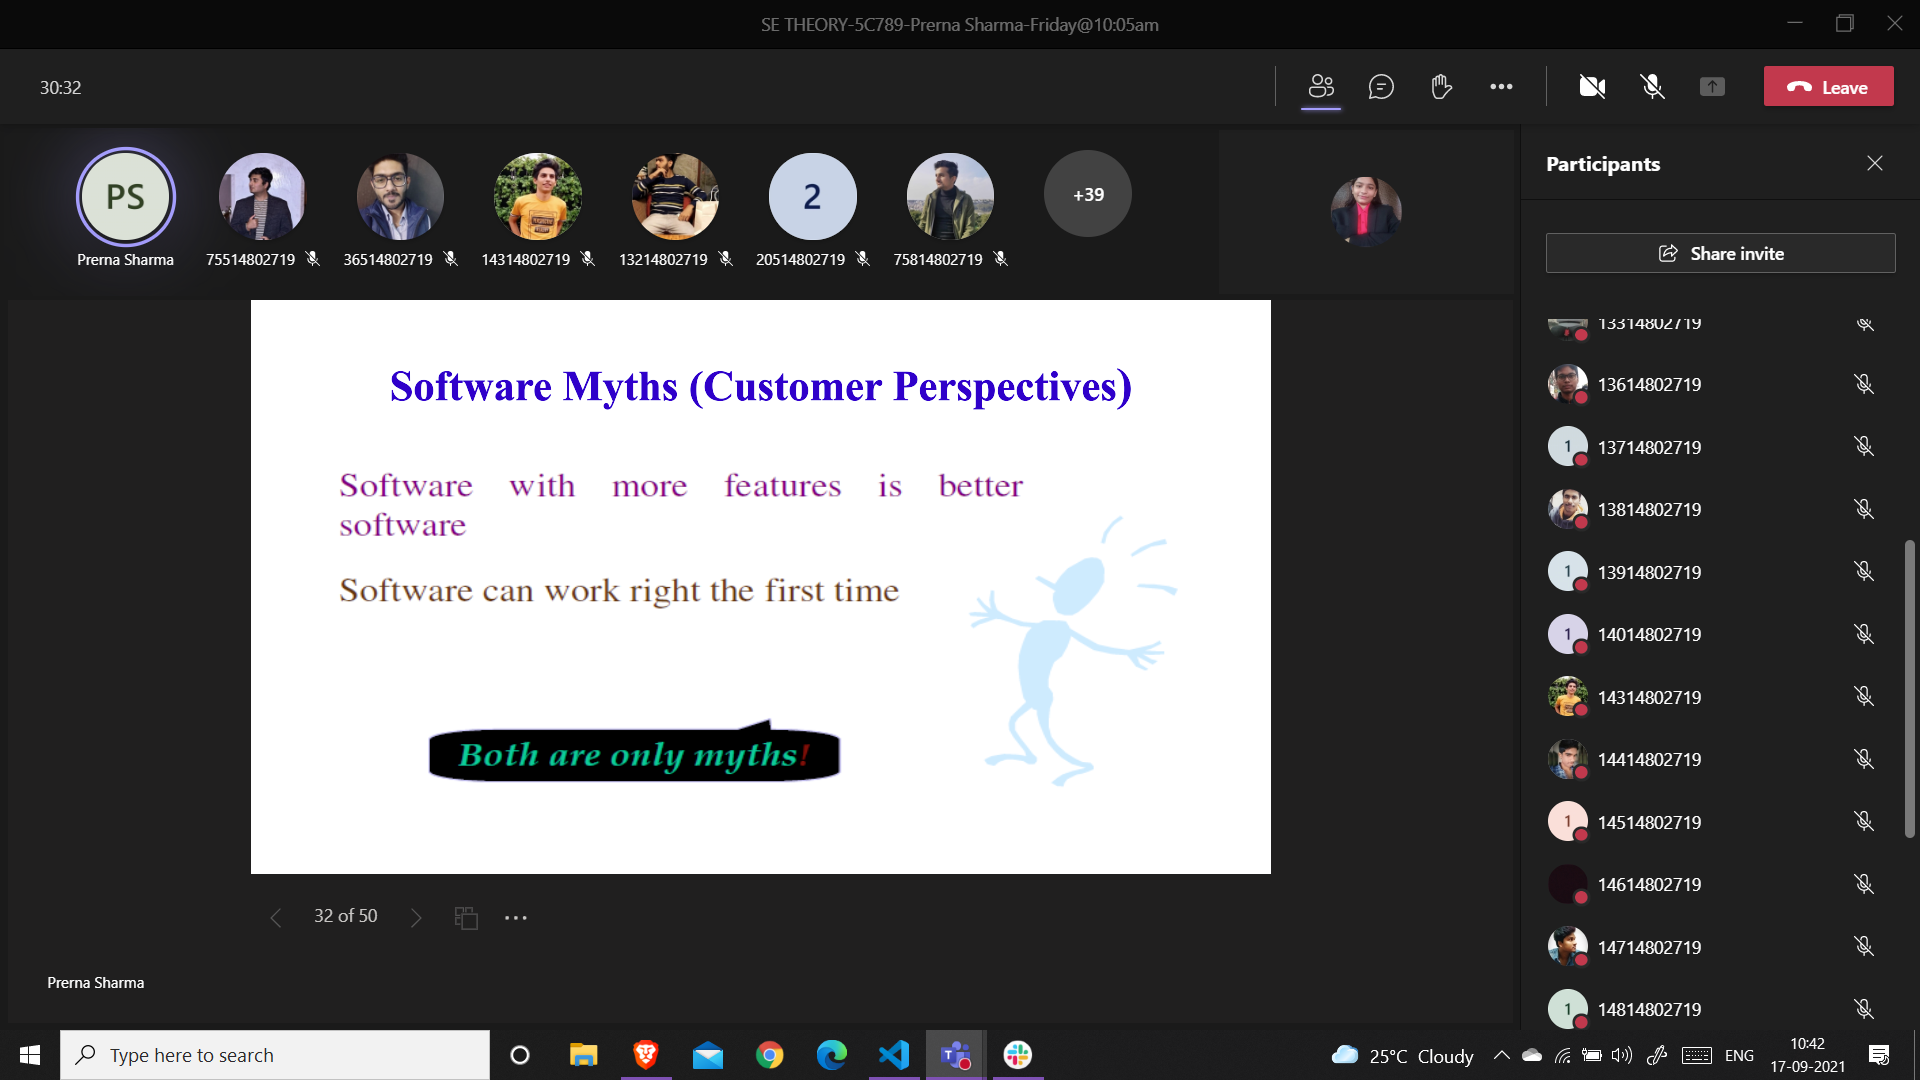 SE THEORY-5C789-Prerna Sharma-Friday@10:05am
30:32
Leave
PS
2
+39
Prerna Sharma
75514802719
36514802719
14314802719
13214802719
20514802719
75814802719
Software Myths (Customer Perspectives)
Software with more features is better
software
Software can work right the first time
Both are only myths!
32 of 50
Prerna Sharma
Participants
Share invite
13314802719
13614802719
1 13714802719
13814802719
1 13914802719
1 14014802719
14314802719
14414802719
1 14514802719
14614802719
14714802719
1 14814802719
Type here to search
25°C Cloudy
ENG
10:42
17-09-2021